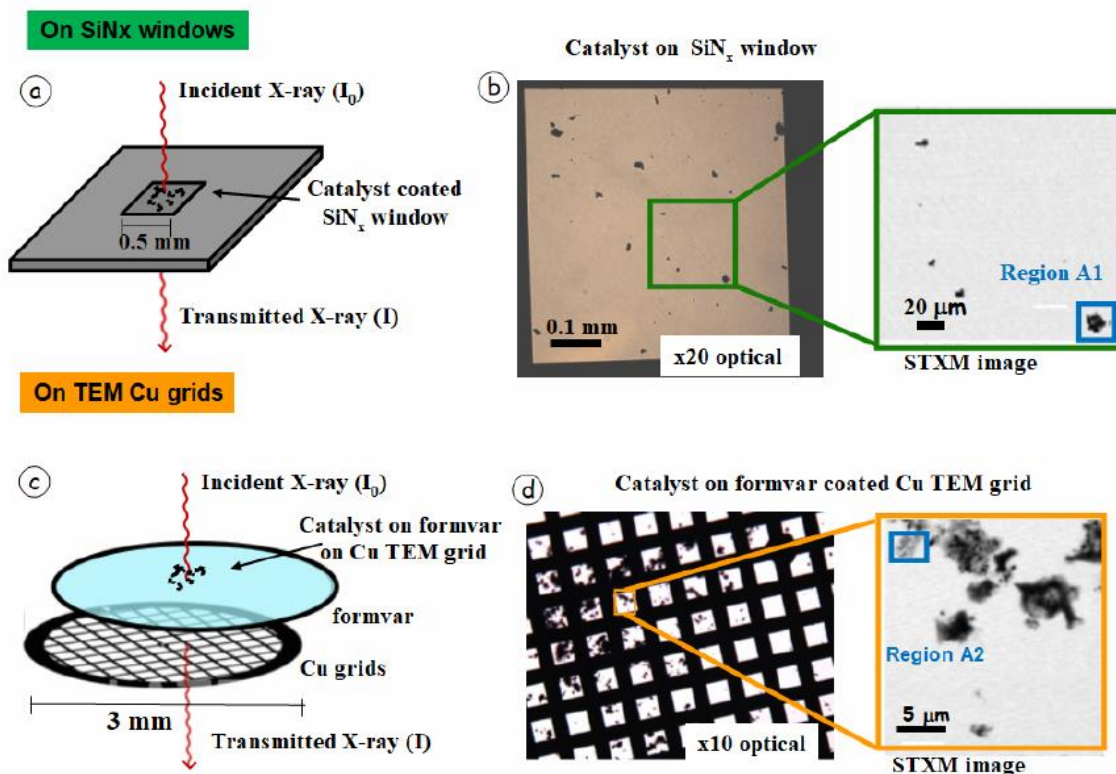 On SiNx windows
a
Incident X-ray (I₀)
Catalyst coated
SiNₓ window
0.5 mm
Transmitted X-ray (I)
b
Catalyst on SiNₓ window
0.1 mm
x20 optical
Region A1
20 µm
STXM image
On TEM Cu grids
c
Incident X-ray (I₀)
Catalyst on formvar
on Cu TEM grid
formvar
Cu grids
3 mm
Transmitted X-ray (I)
d
Catalyst on formvar coated Cu TEM grid
x10 optical
Region A2
5 µm
STXM image